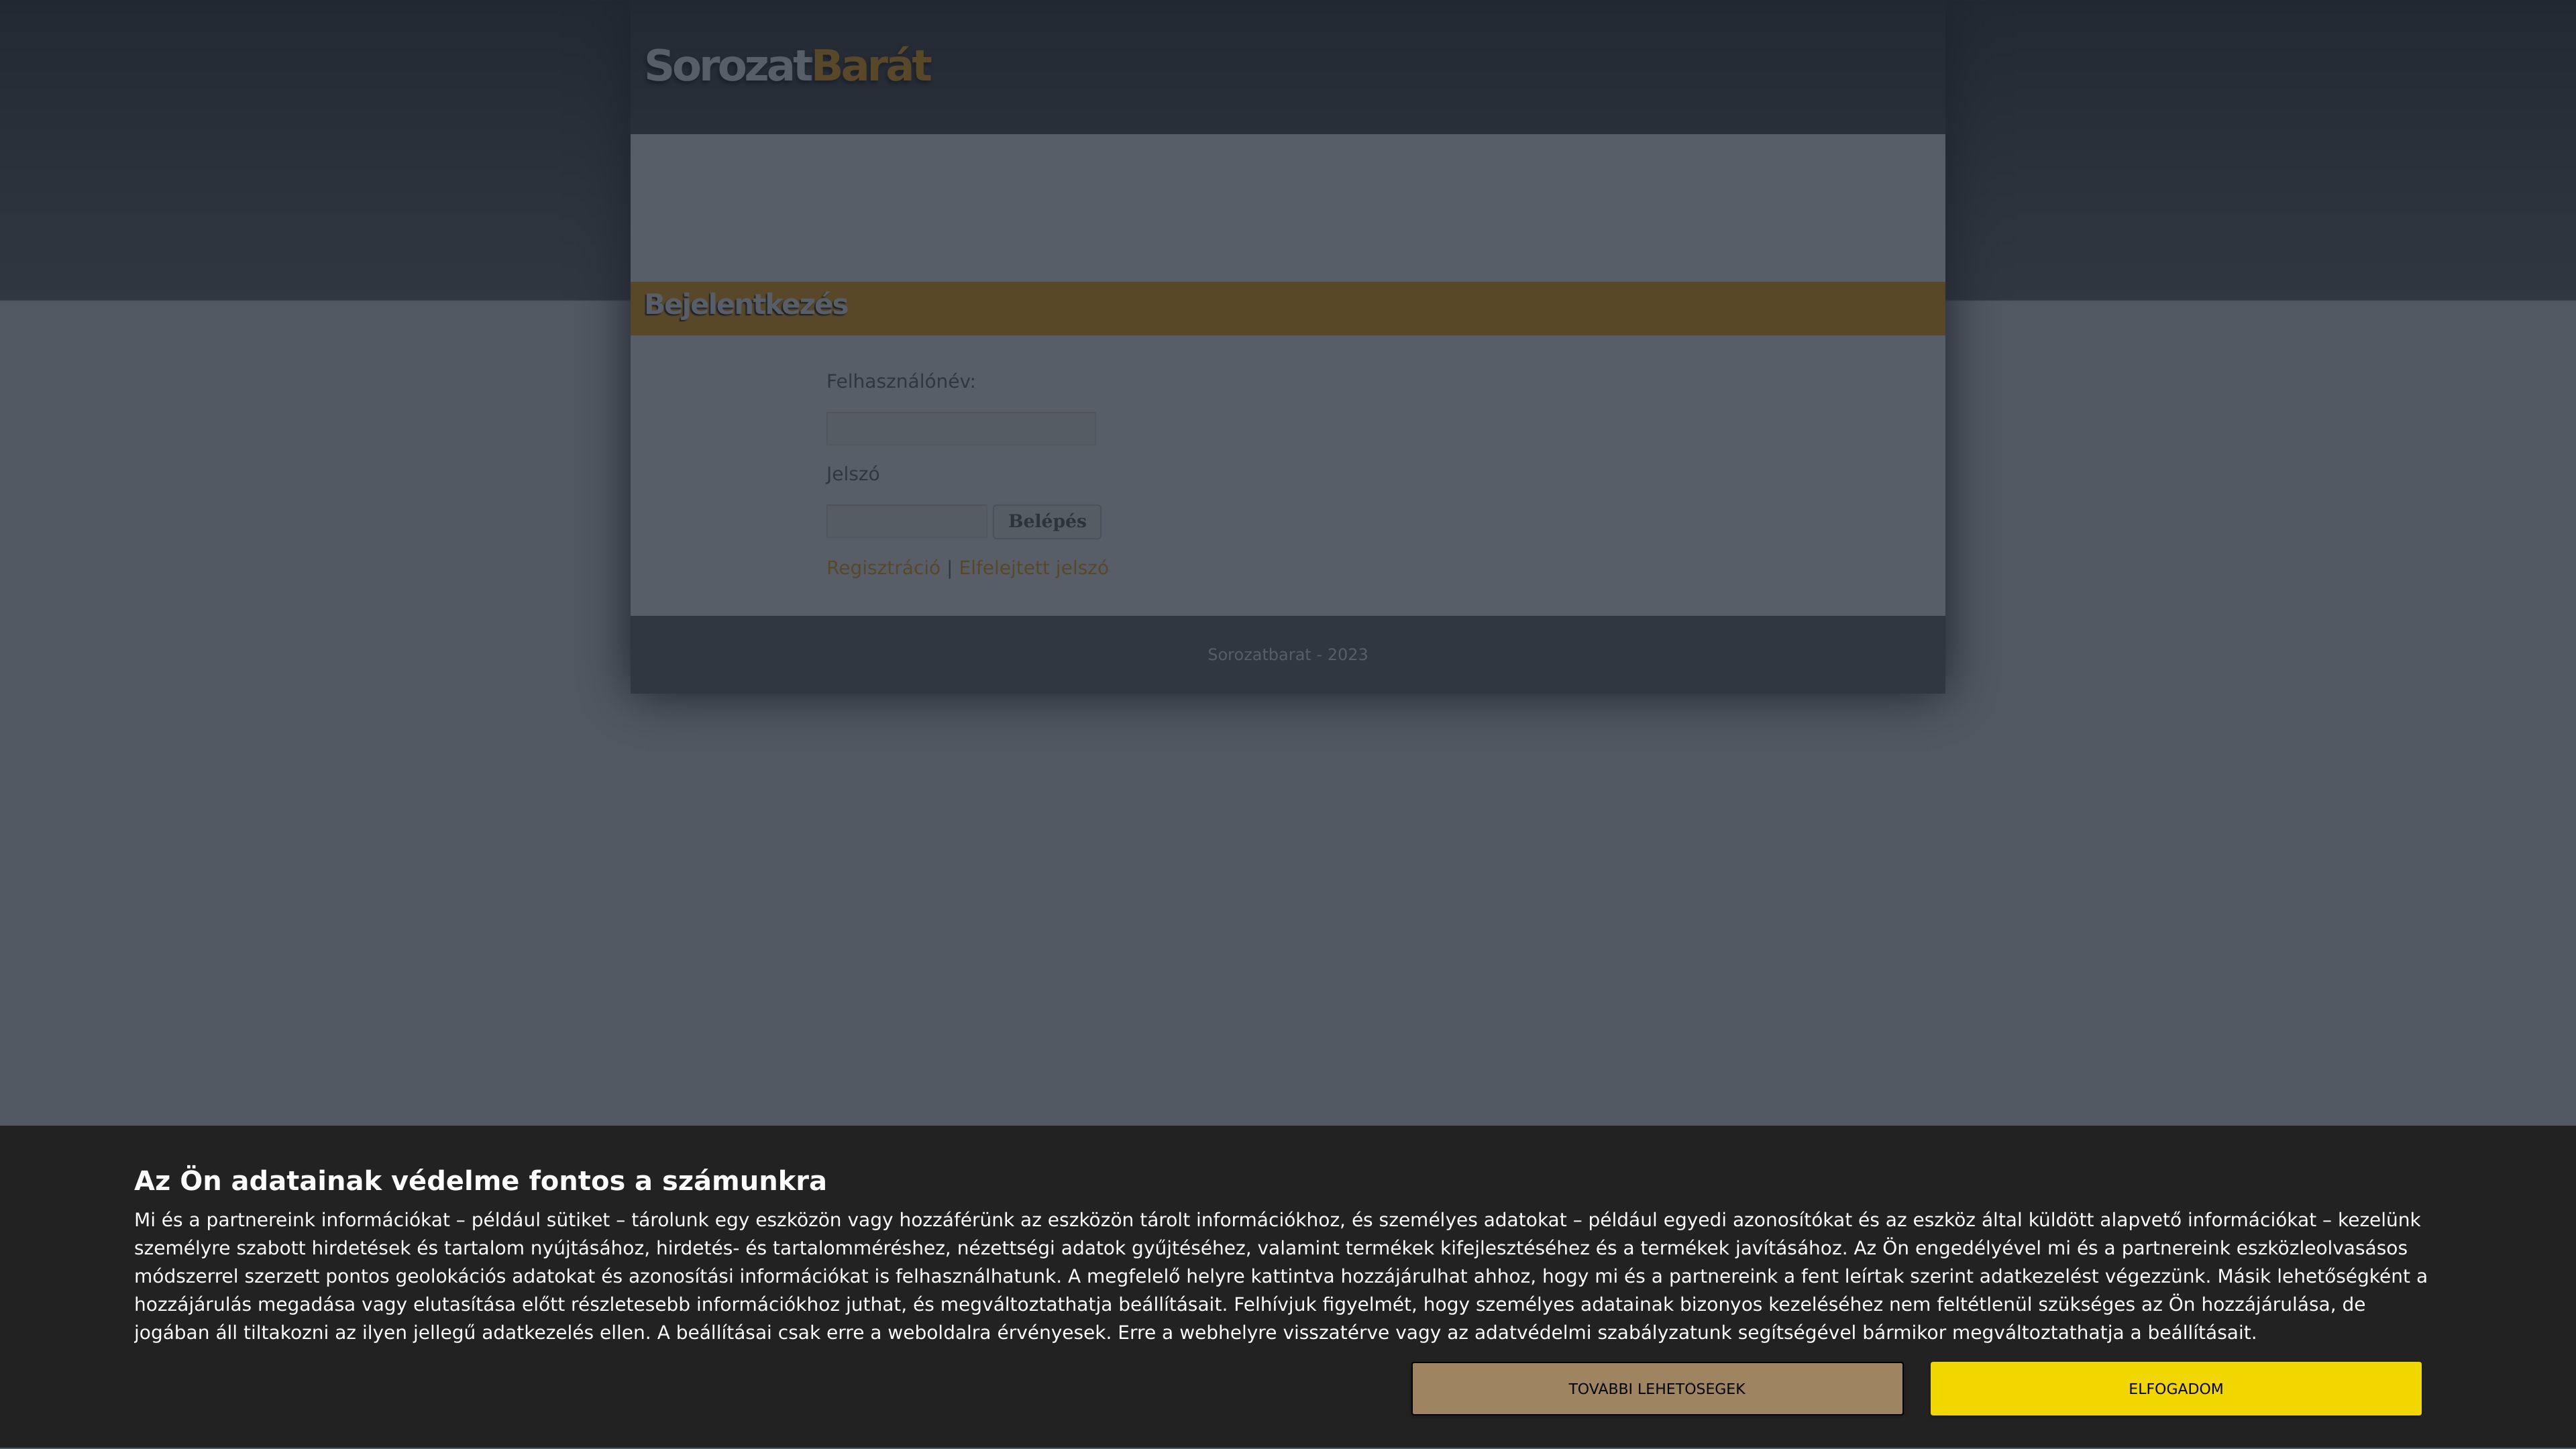 SorozatBarát
Bejelentkezés
Felhasználónév:
Jelszó
Belépés
Regisztráció | Elfelejtett jelszó
Sorozatbarat - 2023
Az Ön adatainak védelme fontos a számunkra
Mi és a partnereink információkat – például sütiket – tárolunk egy eszközön vagy hozzáférünk az eszközön tárolt információkhoz, és személyes adatokat – például egyedi azonosítókat és az eszköz által küldött alapvető információkat – kezelünk
személyre szabott hirdetések és tartalom nyújtásához, hirdetés- és tartalomméréshez, nézettségi adatok gyűjtéséhez, valamint termékek kifejlesztéséhez és a termékek javításához. Az Ön engedélyével mi és a partnereink eszközleolvasásos
módszerrel szerzett pontos geolokációs adatokat és azonosítási információkat is felhasználhatunk. A megfelelő helyre kattintva hozzájárulhat ahhoz, hogy mi és a partnereink a fent leírtak szerint adatkezelést végezzünk. Másik lehetőségként a
hozzájárulás megadása vagy elutasítása előtt részletesebb információkhoz juthat, és megváltoztathatja beállításait. Felhívjuk figyelmét, hogy személyes adatainak bizonyos kezeléséhez nem feltétlenül szükséges az Ön hozzájárulása, de
jogában áll tiltakozni az ilyen jellegű adatkezelés ellen. A beállításai csak erre a weboldalra érvényesek. Erre a webhelyre visszatérve vagy az adatvédelmi szabályzatunk segítségével bármikor megváltoztathatja a beállításait.
TOVABBI LEHETOSEGEK
ELFOGADOM